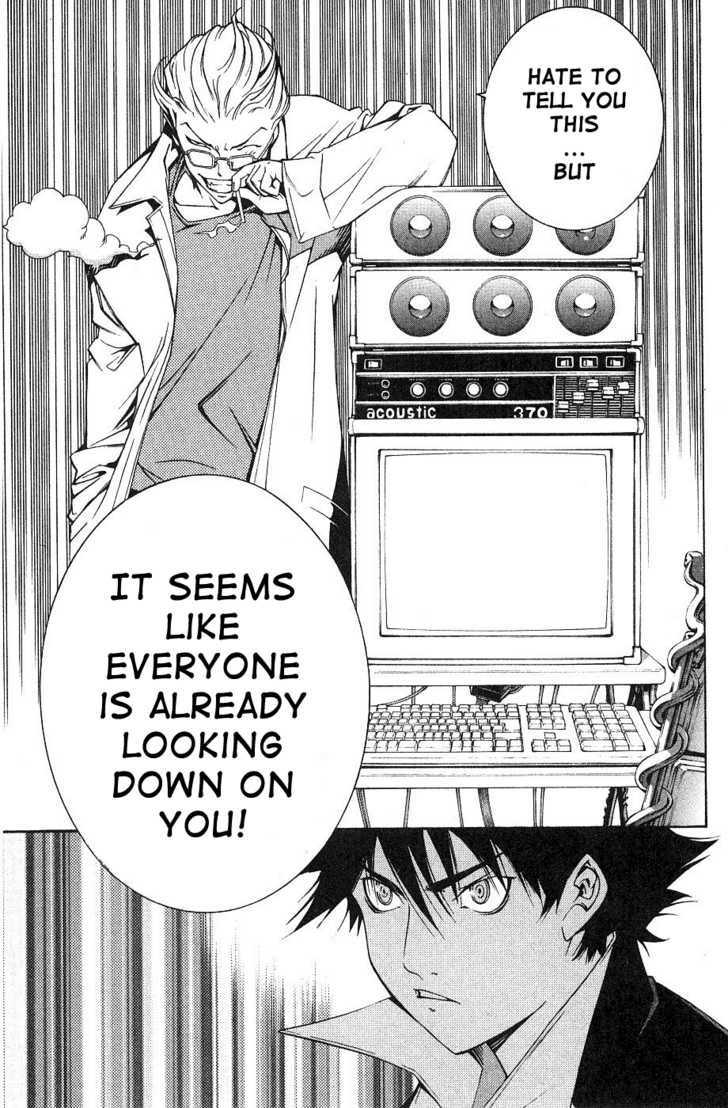 HATE TO
TELL YOU
THIS
...
BUT
acoustic 370
IT SEEMS
LIKE
EVERYONE
IS ALREADY
LOOKING
DOWN ON
YOU!